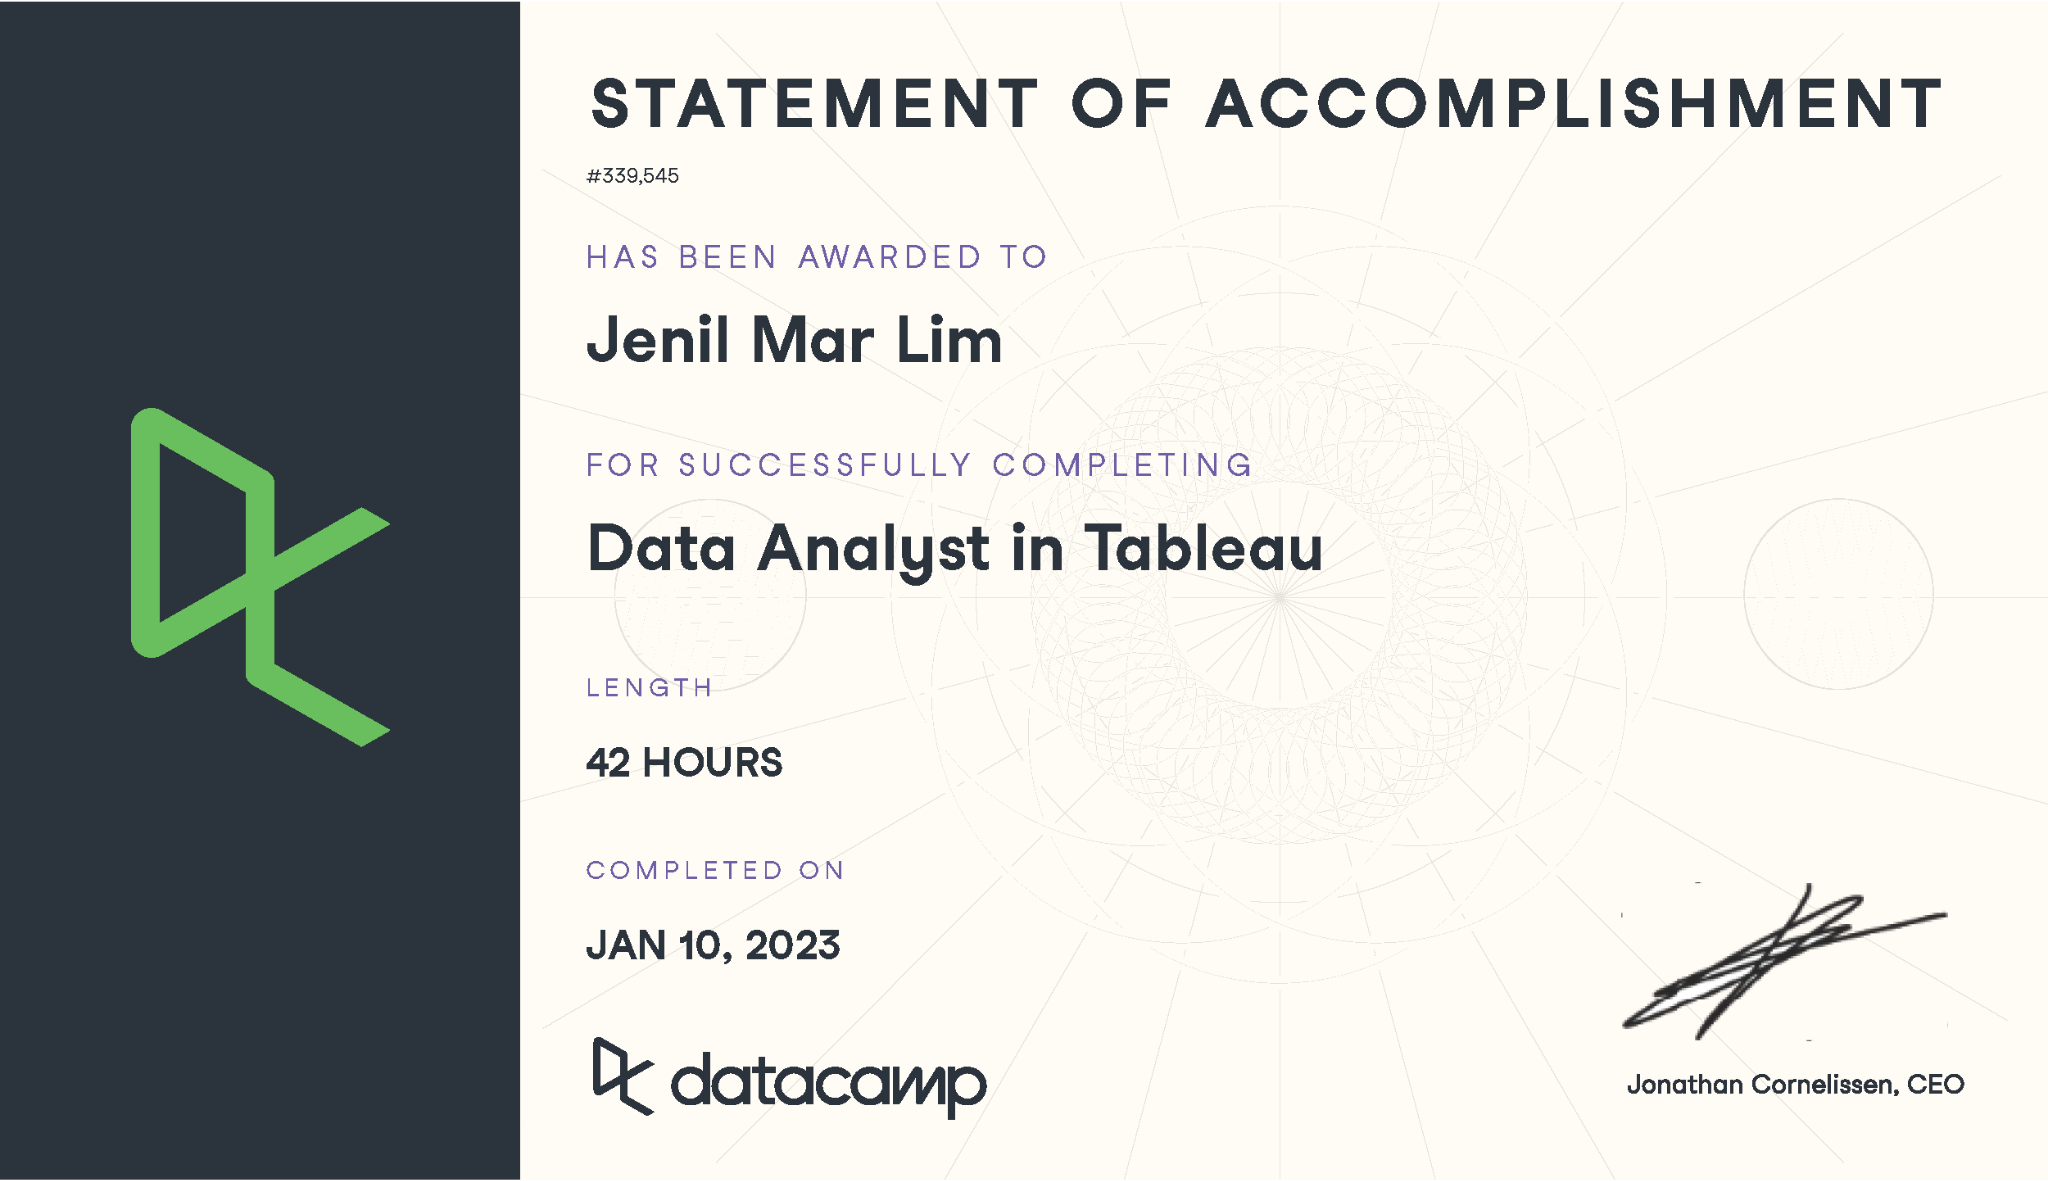 STATEMENT OF ACCOMPLISHMENT
#339,545
HAS BEEN AWARDED TO
Jenil Mar Lim
FOR SUCCESSFULLY COMPLETING
Data Analyst in Tableau
LENGTH
42 HOURS
COMPLETED ON
JAN 10, 2023
datacamp
Jonathan Cornelissen, CEO